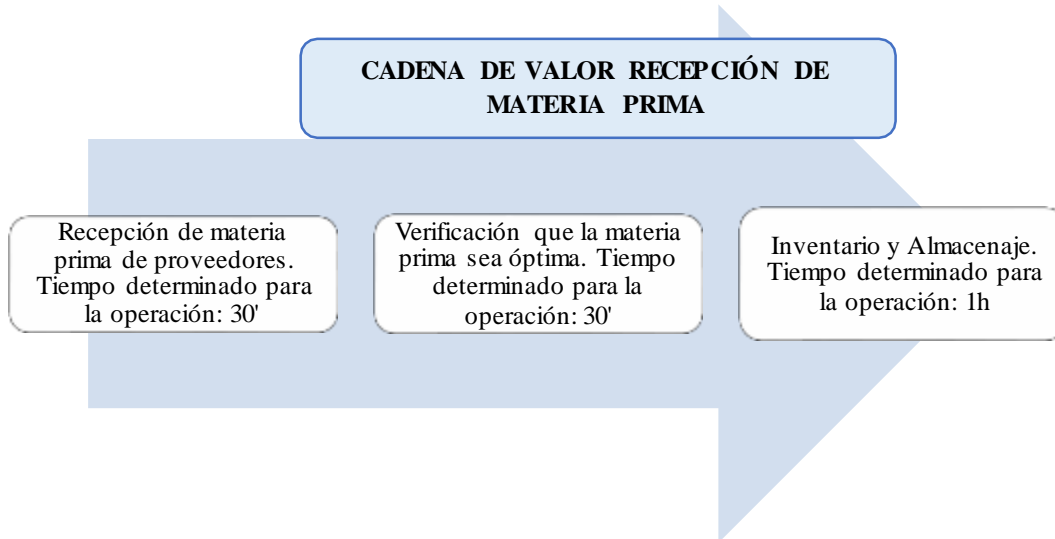 CADENA DE VALOR RECEPCIÓN DE
MATERIA PRIMA
Recepción de materia
prima de proveedores.
Tiempo determinado para
la operación: 30'
Verificación que la materia
prima sea óptima. Tiempo
determinado para la
operación: 30'
Inventario y Almacenaje.
Tiempo determinado para
la operación: 1h